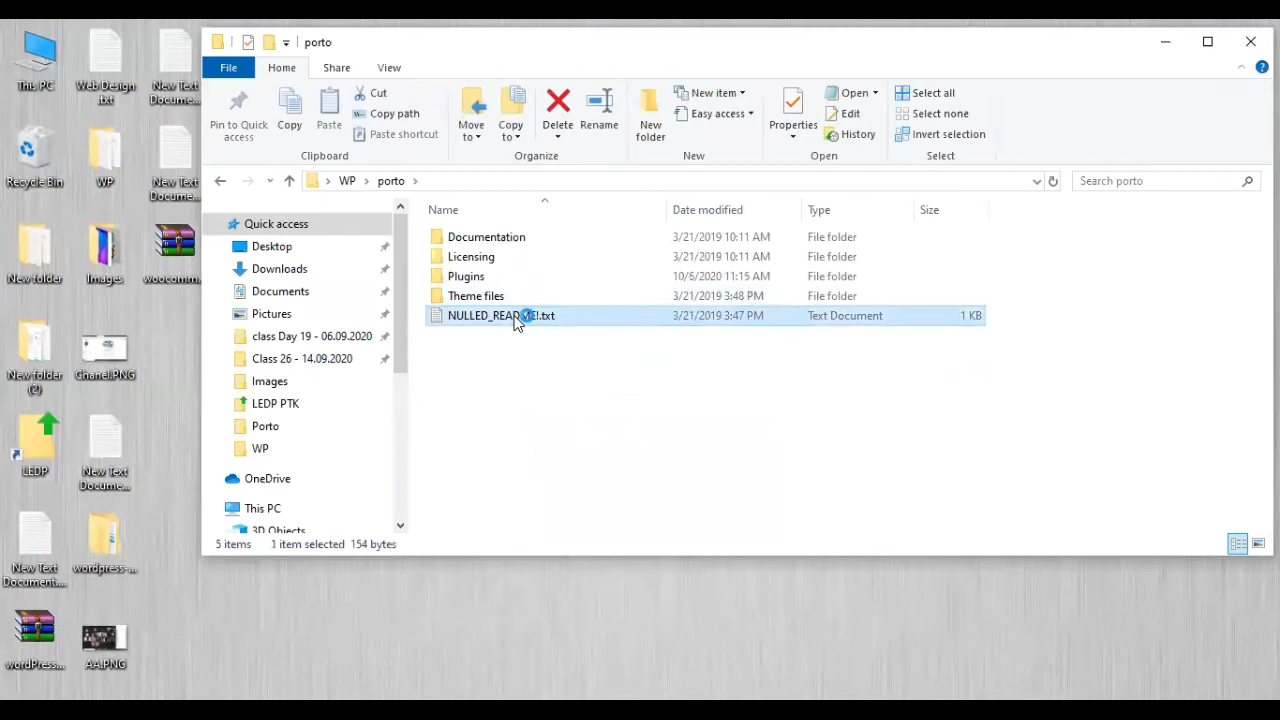 porto
File
Home
Share
View
Pin to Quick
access
Copy
Paste
Cut
Copy path
Paste shortcut
Clipboard
Move
to
Copy
to
Delete
Rename
Organize
New
folder
New item
Easy access
New
Properties
Open
Edit
History
Open
Select all
Select none
Invert selection
Select
WP
porto
Search porto
Name
Date modified
Type
Size
Documentation 3/21/2019 10:11 AM File folder
Licensing 3/21/2019 10:11 AM File folder
Plugins 10/6/2020 11:15 AM File folder
Theme files 3/21/2019 3:48 PM File folder
NULLED_README!.txt 3/21/2019 3:47 PM Text Document 1 KB
Quick access
Desktop
Downloads
Documents
Pictures
class Day 19 - 06.09.2020
Class 26 - 14.09.2020
Images
LEDP PTK
Porto
WP
OneDrive
This PC
3D Objects
5 items 1 item selected 154 bytes
This PC
Web Design
.txt
New Text
Docume...
Recycle Bin
WP
New Text
Docume...
New folder
Images
woocomm...
New folder
(2)
Chanel.PNG
LEDP
New Text
Docume...
New Text
Document....
wordpress-...
wordPress...
AA.PNG